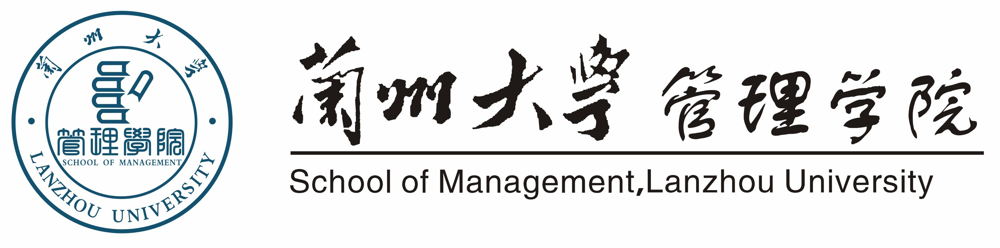 蘭州大學
管理學院
SCHOOL OF MANAGEMENT
LANZHOU UNIVERSITY
蘭州大學 管理学院
School of Management,Lanzhou University